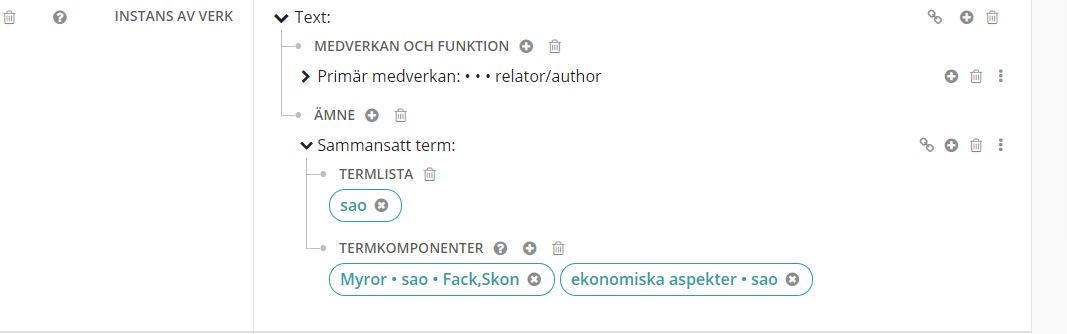 INSTANS AV VERK
Text:
MEDVERKAN OCH FUNKTION
Primär medverkan: • • • relator/author
ÄMNE
Sammansatt term:
TERMLISTA
sao
TERMKOMPONENTER
Myror • sao • Fack,Skon ekonomiska aspekter • sao